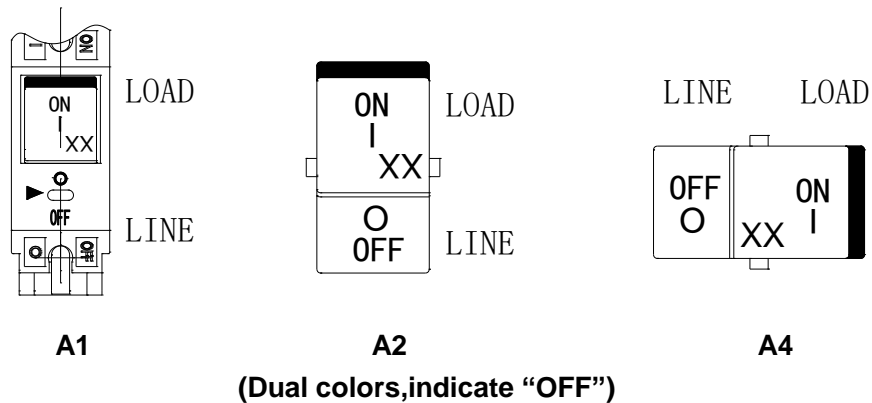 I
ON
ON
I
XX
LOAD
OFF
O
LINE
A1
ON
I
XX
LOAD
O
OFF
LINE
A2
LINE
LOAD
OFF
O
XX
ON
I
A4
(Dual colors,indicate “OFF”)